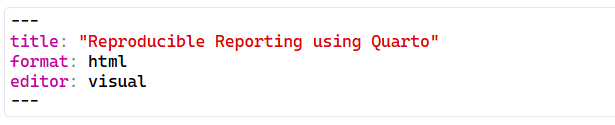 ---
title: "Reproducible Reporting using Quarto"
format: html
editor: visual
---